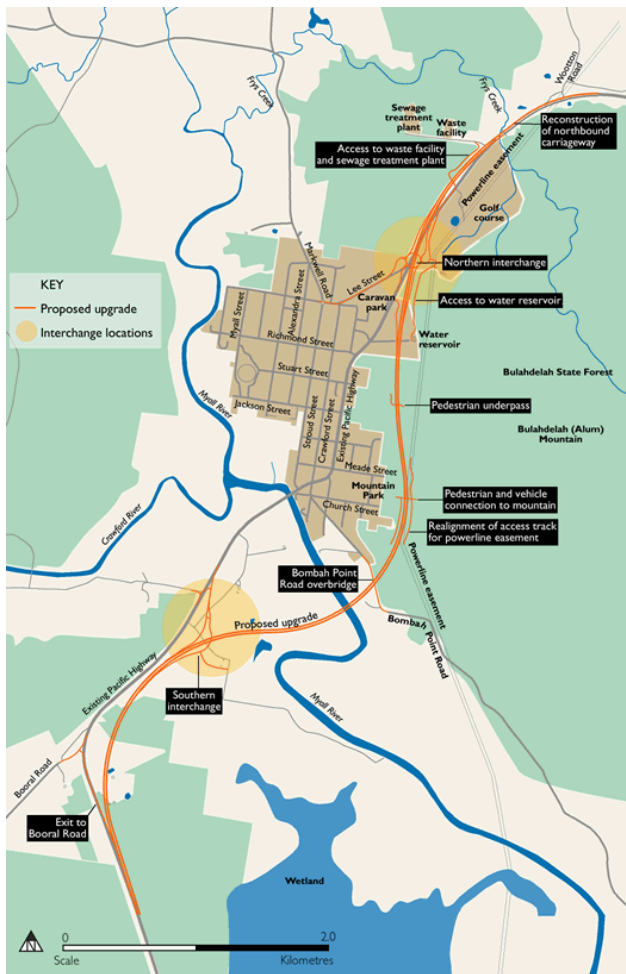 Frys Creek
Frys Creek
Wootton
Road
Sewage
treatment
plant
Waste
facility
Reconstruction
of northbound
carriageway
Access to waste facility
and sewage treatment plant
Powerline easement
Golf
course
Markwell Road
Lee Street
Northern interchange
KEY
Proposed upgrade
Interchange locations
Caravan
park
Access to water reservoir
Myall Street
Alexandra Street
Richmond Street
Water
reservoir
Stuart Street
Existing Pacific Highway
Bulahdelah State Forest
Jackson Street
Stroud Street
Crawford Street
Pedestrian underpass
Myall River
Bulahdelah (Alum)
Mountain
Meade Street
Mountain
Park
Pedestrian and vehicle
connection to mountain
Church Street
Crawford River
Realignment of access track
for powerline easement
Bombah Point
Road overbridge
Powerline easement
Proposed upgrade
Bombah
Point Road
Existing Pacific Highway
Southern
interchange
Myall River
Booral Road
Exit to
Booral Road
Wetland
N
0
2.0
Scale
Kilometres